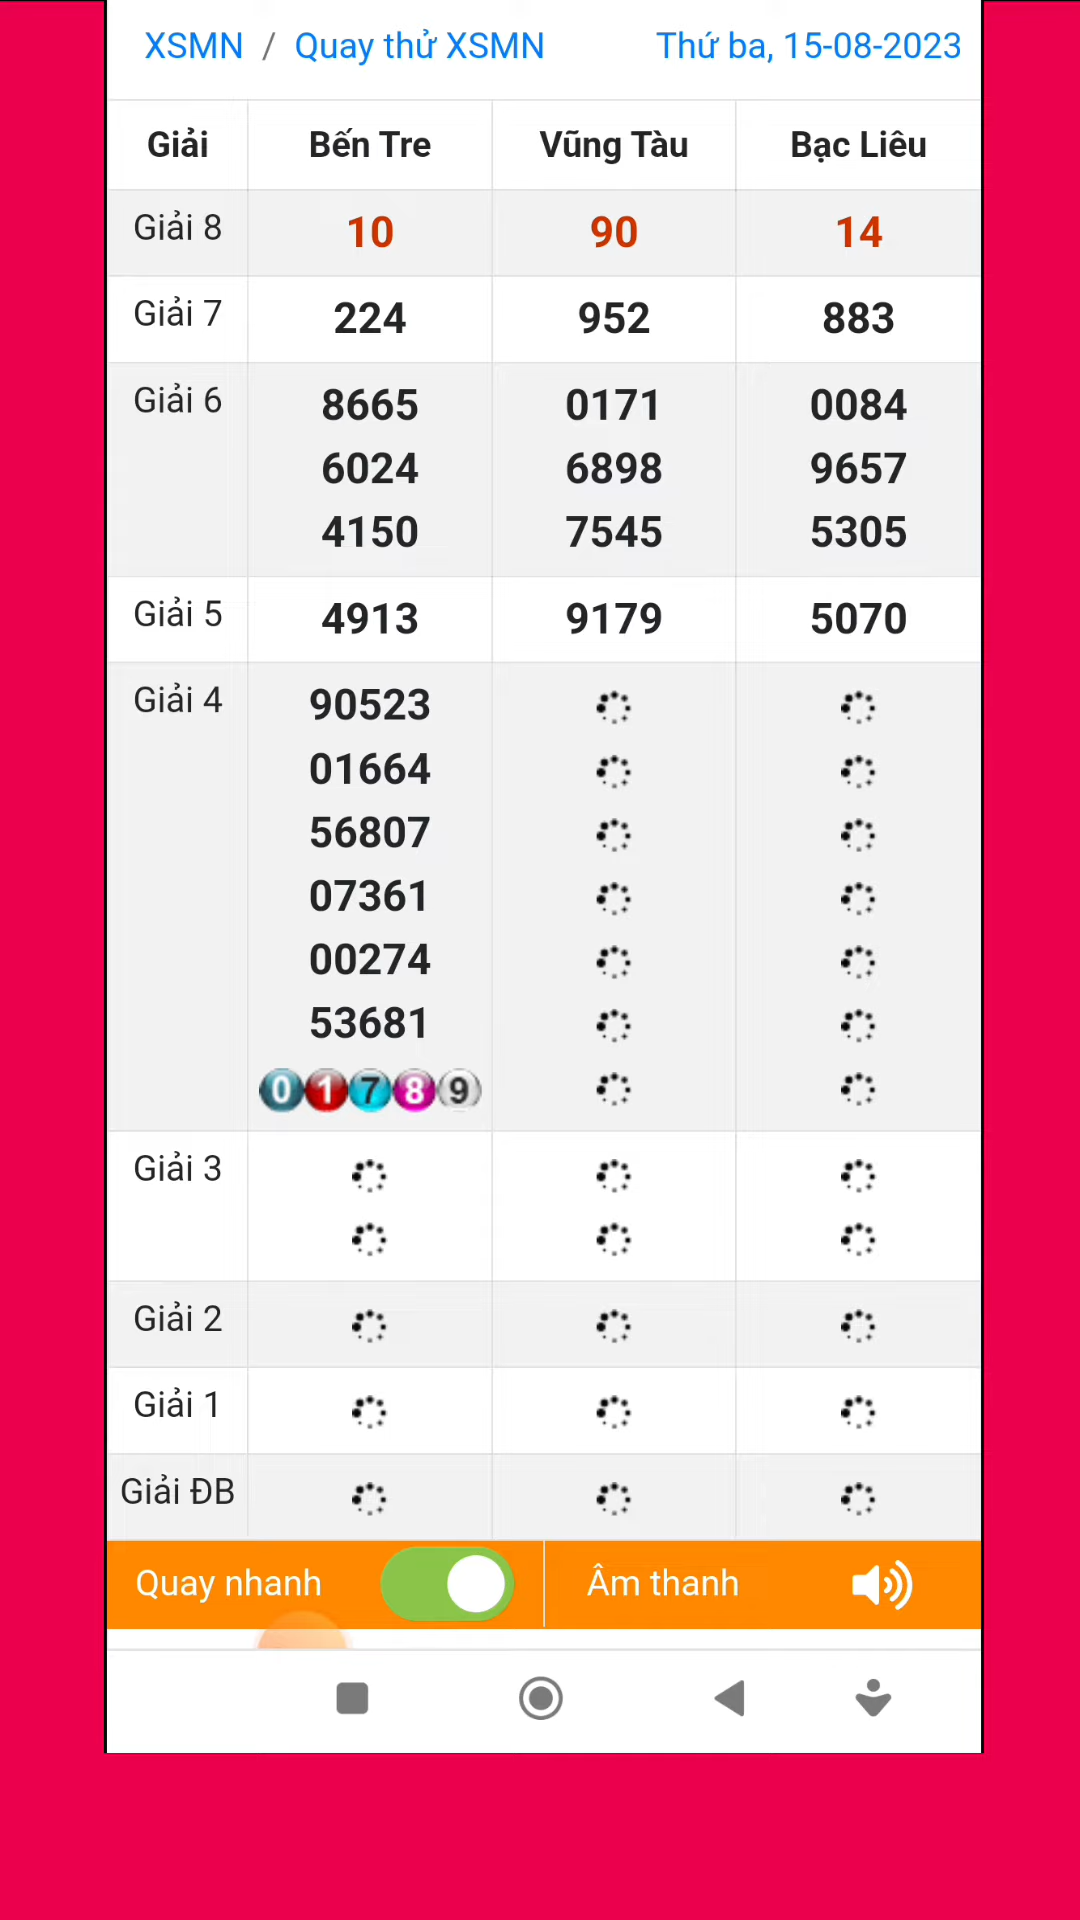 XSMN / Quay thử XSMN Thứ ba, 15-08-2023
Giải Bến Tre Vũng Tàu Bạc Liêu
Giải 8 10 90 14
Giải 7 224 952 883
Giải 6 8665 0171 0084
6024 6898 9657
4150 7545 5305
Giải 5 4913 9179 5070
Giải 4 90523
01664
56807
07361
00274
53681
0 1 7 8 9
Giải 3
Giải 2
Giải 1
Giải ĐB
Quay nhanh Âm thanh